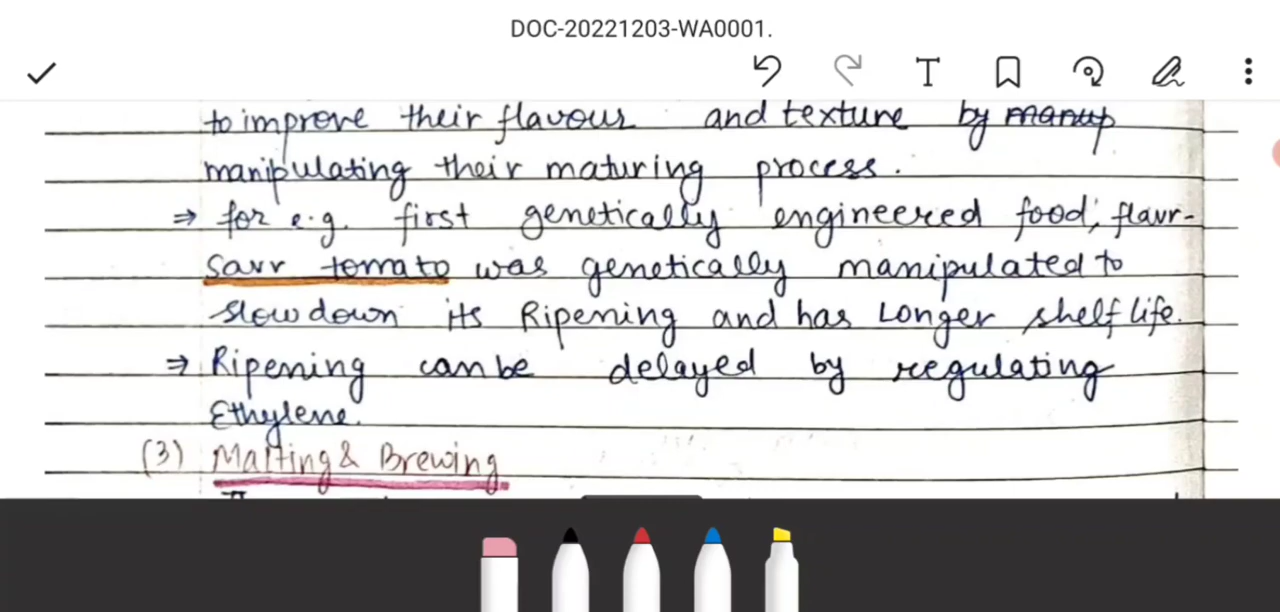 DOC-20221203-WA0001.
T
to improve their flavour and texture by manup
manipulating their maturing process.
⇒ for e.g. first genetically engineered food, flavr-
Savr tomato was genetically manipulated to
slow down its Ripening and has Longer shelf life.
⇒ Ripening can be delayed by regulating
Ethylene.
(3) Malting & Brewing